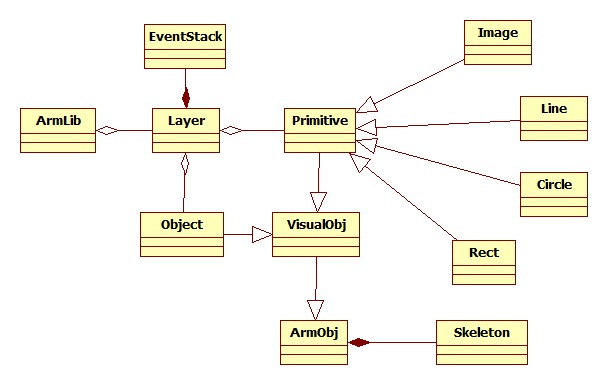 Image
EventStack
ArmLib
Layer
Primitive
Line
Circle
Object
VisualObj
Rect
ArmObj
Skeleton